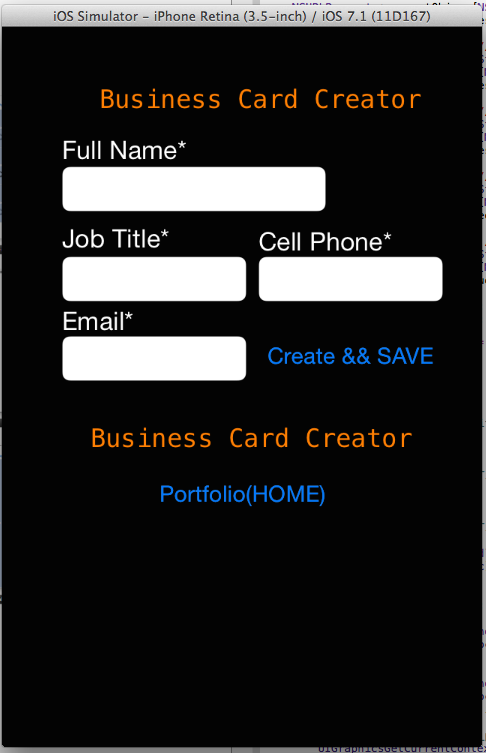 iOS Simulator – iPhone Retina (3.5-inch) / iOS 7.1 (11D167)
Business Card Creator
Full Name*
Job Title* Cell Phone*
Email*
Create && SAVE
Business Card Creator
Portfolio(HOME)